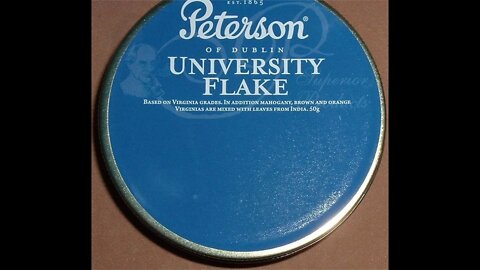 EST. 1865
Peterson®
OF DUBLIN
UNIVERSITY
FLAKE
BASED ON VIRGINIA GRADES. IN ADDITION MAHOGANY, BROWN AND ORANGE
VIRGINIAS ARE MIXED WITH LEAVES FROM INDIA. 50g